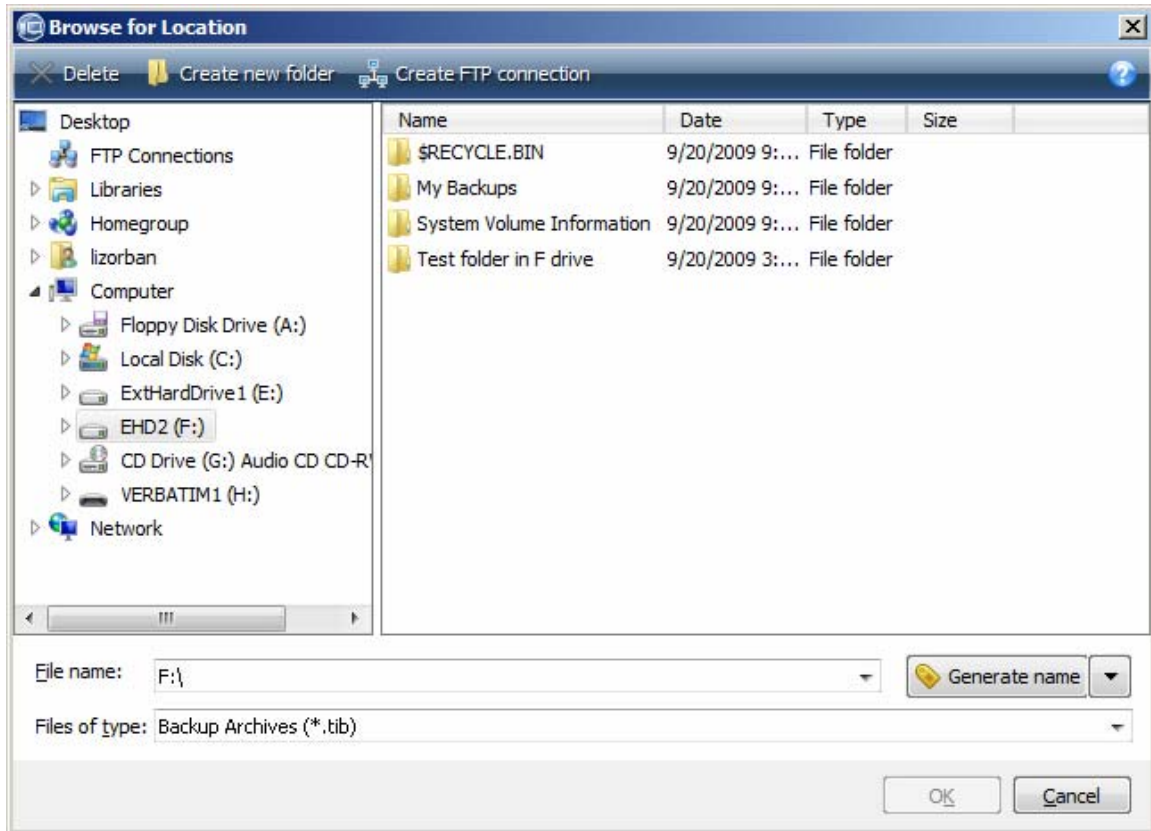 Browse for Location
Delete Create new folder Create FTP connection
Desktop
FTP Connections
Libraries
Homegroup
lizorban
Computer
Floppy Disk Drive (A:)
Local Disk (C:)
ExtHardDrive1 (E:)
EHD2 (F:)
CD Drive (G:) Audio CD CD-R
VERBATIM1 (H:)
Network
Name Date Type Size
$RECYCLE.BIN 9/20/2009 9:... File folder
My Backups 9/20/2009 9:... File folder
System Volume Information 9/20/2009 9:... File folder
Test folder in F drive 9/20/2009 3:... File folder
File name: F:\ Generate name
Files of type: Backup Archives (*.tib)
OK Cancel